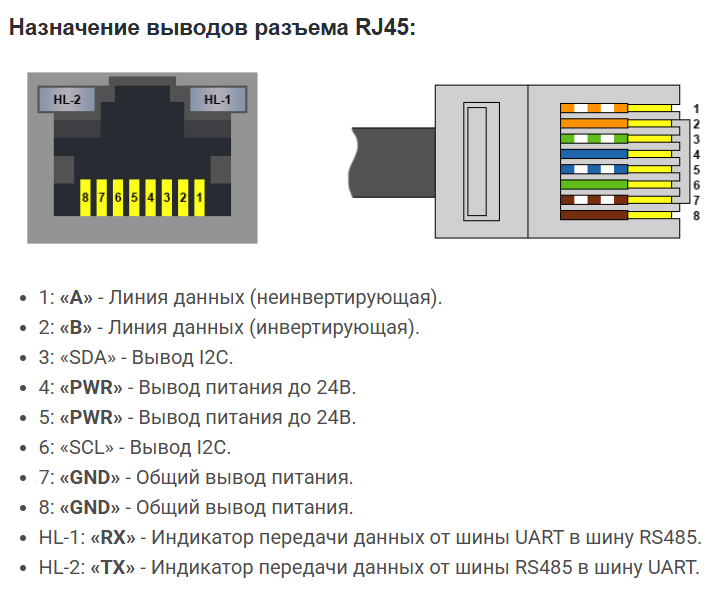 Назначение выводов разъема RJ45:
HL-2 HL-1
8 7 6 5 4 3 2 1
1
2
3
4
5
6
7
8
1: «A» - Линия данных (неинвертирующая).
2: «B» - Линия данных (инвертирующая).
3: «SDA» - Вывод I2C.
4: «PWR» - Вывод питания до 24В.
5: «PWR» - Вывод питания до 24В.
6: «SCL» - Вывод I2C.
7: «GND» - Общий вывод питания.
8: «GND» - Общий вывод питания.
HL-1: «RX» - Индикатор передачи данных от шины UART в шину RS485.
HL-2: «TX» - Индикатор передачи данных от шины RS485 в шину UART.